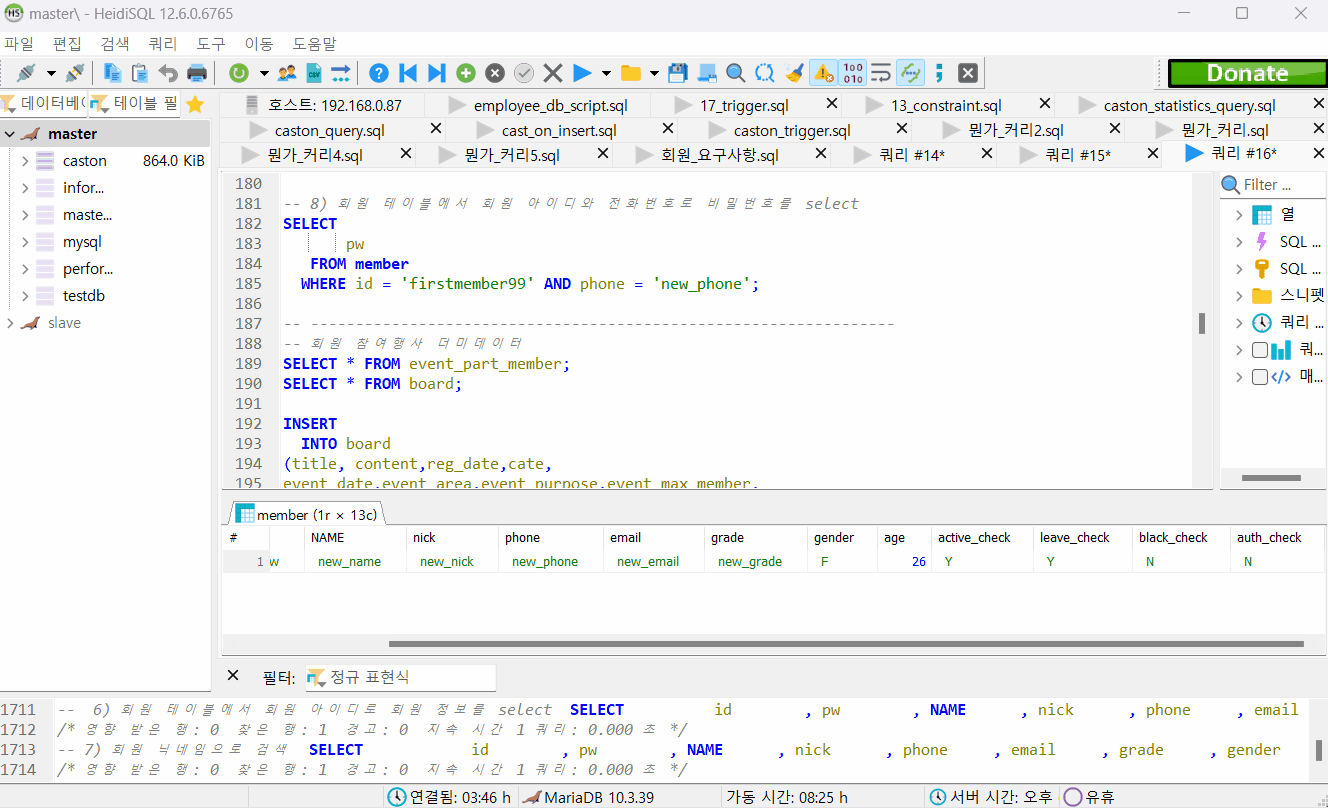 master\ - HeidiSQL 12.6.0.6765
파일 편집 검색 쿼리 도구 이동 도움말
Donate
데이터베 테이블 필
호스트: 192.168.0.87 employee_db_script.sql 17_trigger.sql 13_constraint.sql caston_statistics_query.sql
caston_query.sql cast_on_insert.sql caston_trigger.sql 뭔가_커리2.sql 뭔가_커리.sql
뭔가_커리4.sql 뭔가_커리5.sql 회원_요구사항.sql 쿼리 #14* 쿼리 #15* 쿼리 #16*
master
caston 864.0 KiB
infor...
maste...
mysql
perfor...
testdb
slave
180
181 -- 8) 회원 테이블에서 회원 아이디와 전화번호로 비밀번호를 select
182 SELECT
183 pw
184 FROM member
185 WHERE id = 'firstmember99' AND phone = 'new_phone';
186
187 -- -----------------------------------------------------------------
188 -- 회원 참여행사 더미데이터
189 SELECT * FROM event_part_member;
190 SELECT * FROM board;
191
192 INSERT
193 INTO board
194 (title, content,reg_date,cate,
195 event_date,event_area,event_purpose,event_max_member,
Filter ...
열
SQL ...
SQL ...
스니펫
쿼리 ...
쿼...
매...
member (1r × 13c)
# NAME nick phone email grade gender age active_check leave_check black_check auth_check
1 w new_name new_nick new_phone new_email new_grade F 26 Y Y N N
필터: 정규 표현식
1711 -- 6) 회원 테이블에서 회원 아이디로 회원 정보를 select SELECT id , pw , NAME , nick , phone , email
1712 /* 영향 받은 행: 0 찾은 행: 1 경고: 0 지속 시간 1 쿼리: 0.000 초 */
1713 -- 7) 회원 닉네임으로 검색 SELECT id , pw , NAME , nick , phone , email , grade , gender
1714 /* 영향 받은 행: 0 찾은 행: 1 경고: 0 지속 시간 1 쿼리: 0.000 초 */
연결됨: 03:46 h MariaDB 10.3.39 가동 시간: 08:25 h 서버 시간: 오후 유휴